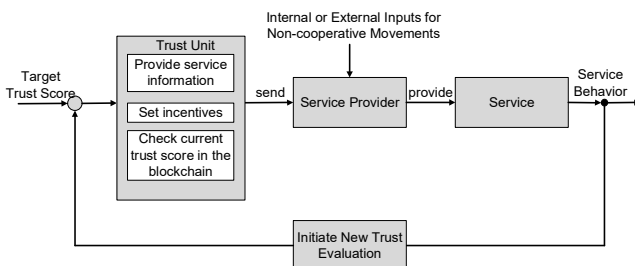 Internal or External Inputs for
Non-cooperative Movements
Target
Trust Score
Trust Unit
Provide service
information
Set incentives
Check current
trust score in the
blockchain
send
Service Provider
provide
Service
Service
Behavior
Initiate New Trust
Evaluation